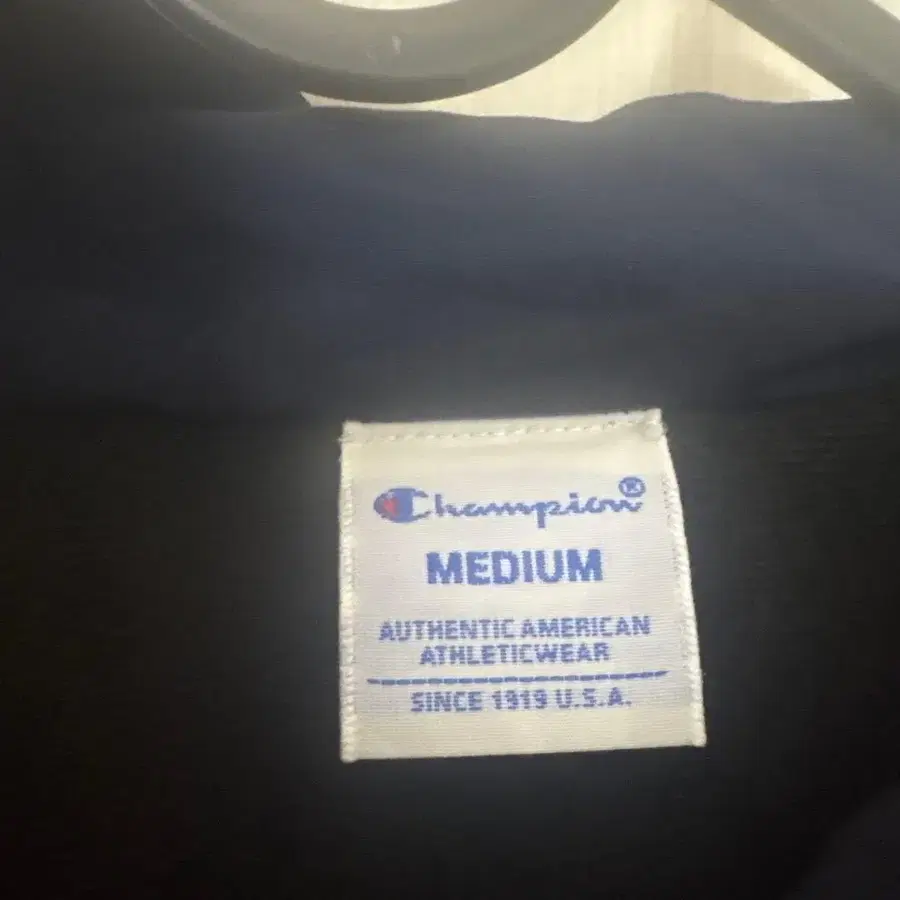 Champion®
MEDIUM
AUTHENTIC AMERICAN
ATHLETICWEAR
SINCE 1919 U.S.A.